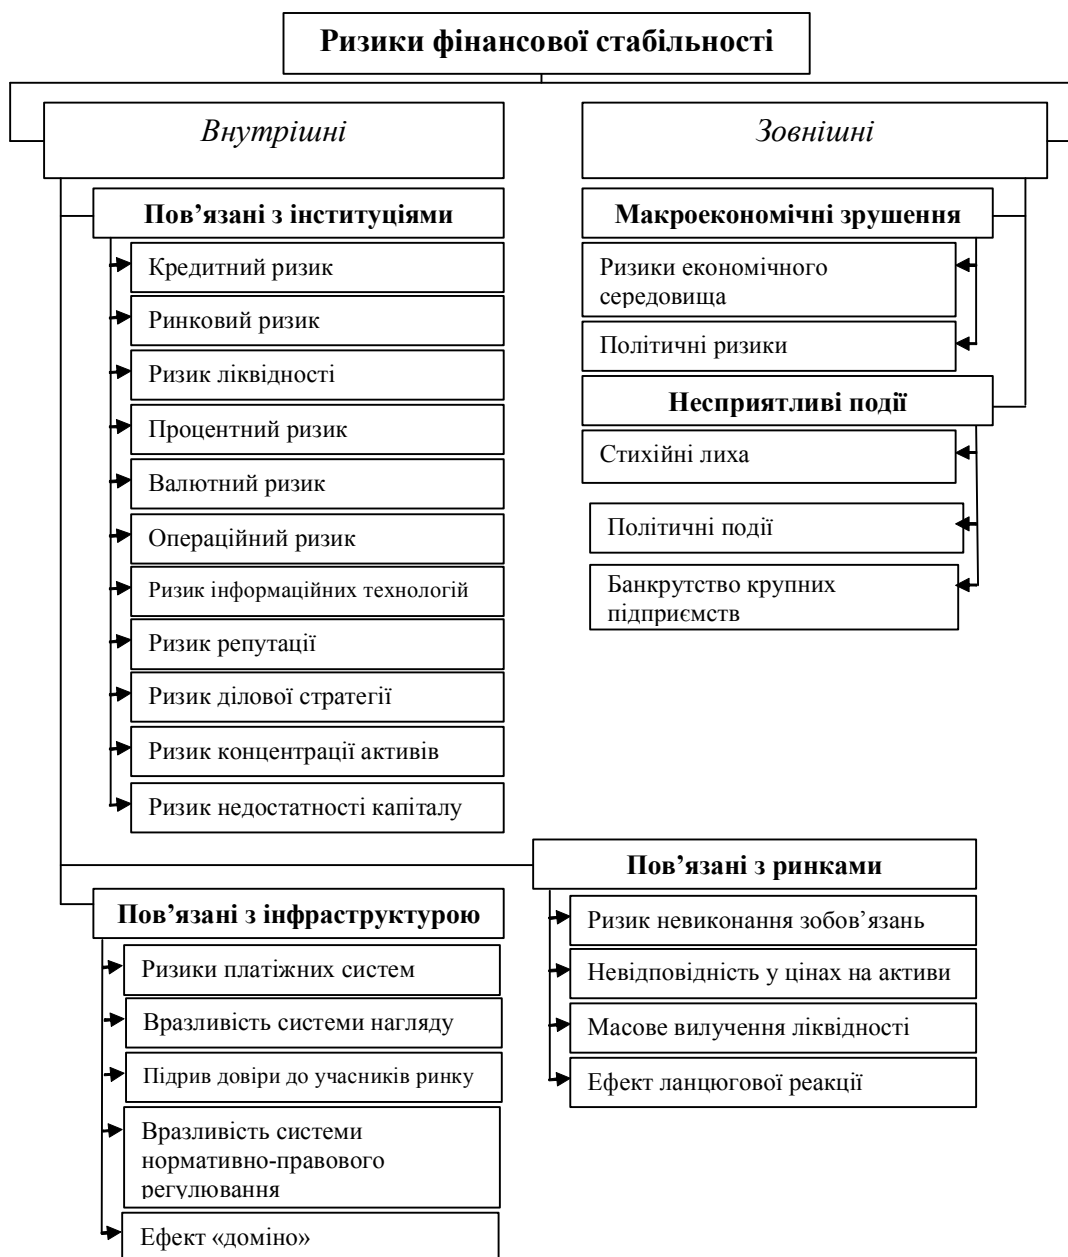 Ризики фінансової стабільності
Внутрішні
Зовнішні
Пов’язані з інституціями
Кредитний ризик
Ринковий ризик
Ризик ліквідності
Процентний ризик
Валютний ризик
Операційний ризик
Ризик інформаційних технологій
Ризик репутації
Ризик ділової стратегії
Ризик концентрації активів
Ризик недостатності капіталу
Макроекономічні зрушення
Ризики економічного
середовища
Політичні ризики
Несприятливі події
Стихійні лиха
Політичні події
Банкрутство крупних
підприємств
Пов’язані з інфраструктурою
Ризики платіжних систем
Вразливість системи нагляду
Підрив довіри до учасників ринку
Вразливість системи
нормативно-правового
регулювання
Ефект «доміно»
Пов’язані з ринками
Ризик невиконання зобов’язань
Невідповідність у цінах на активи
Масове вилучення ліквідності
Ефект ланцюгової реакції